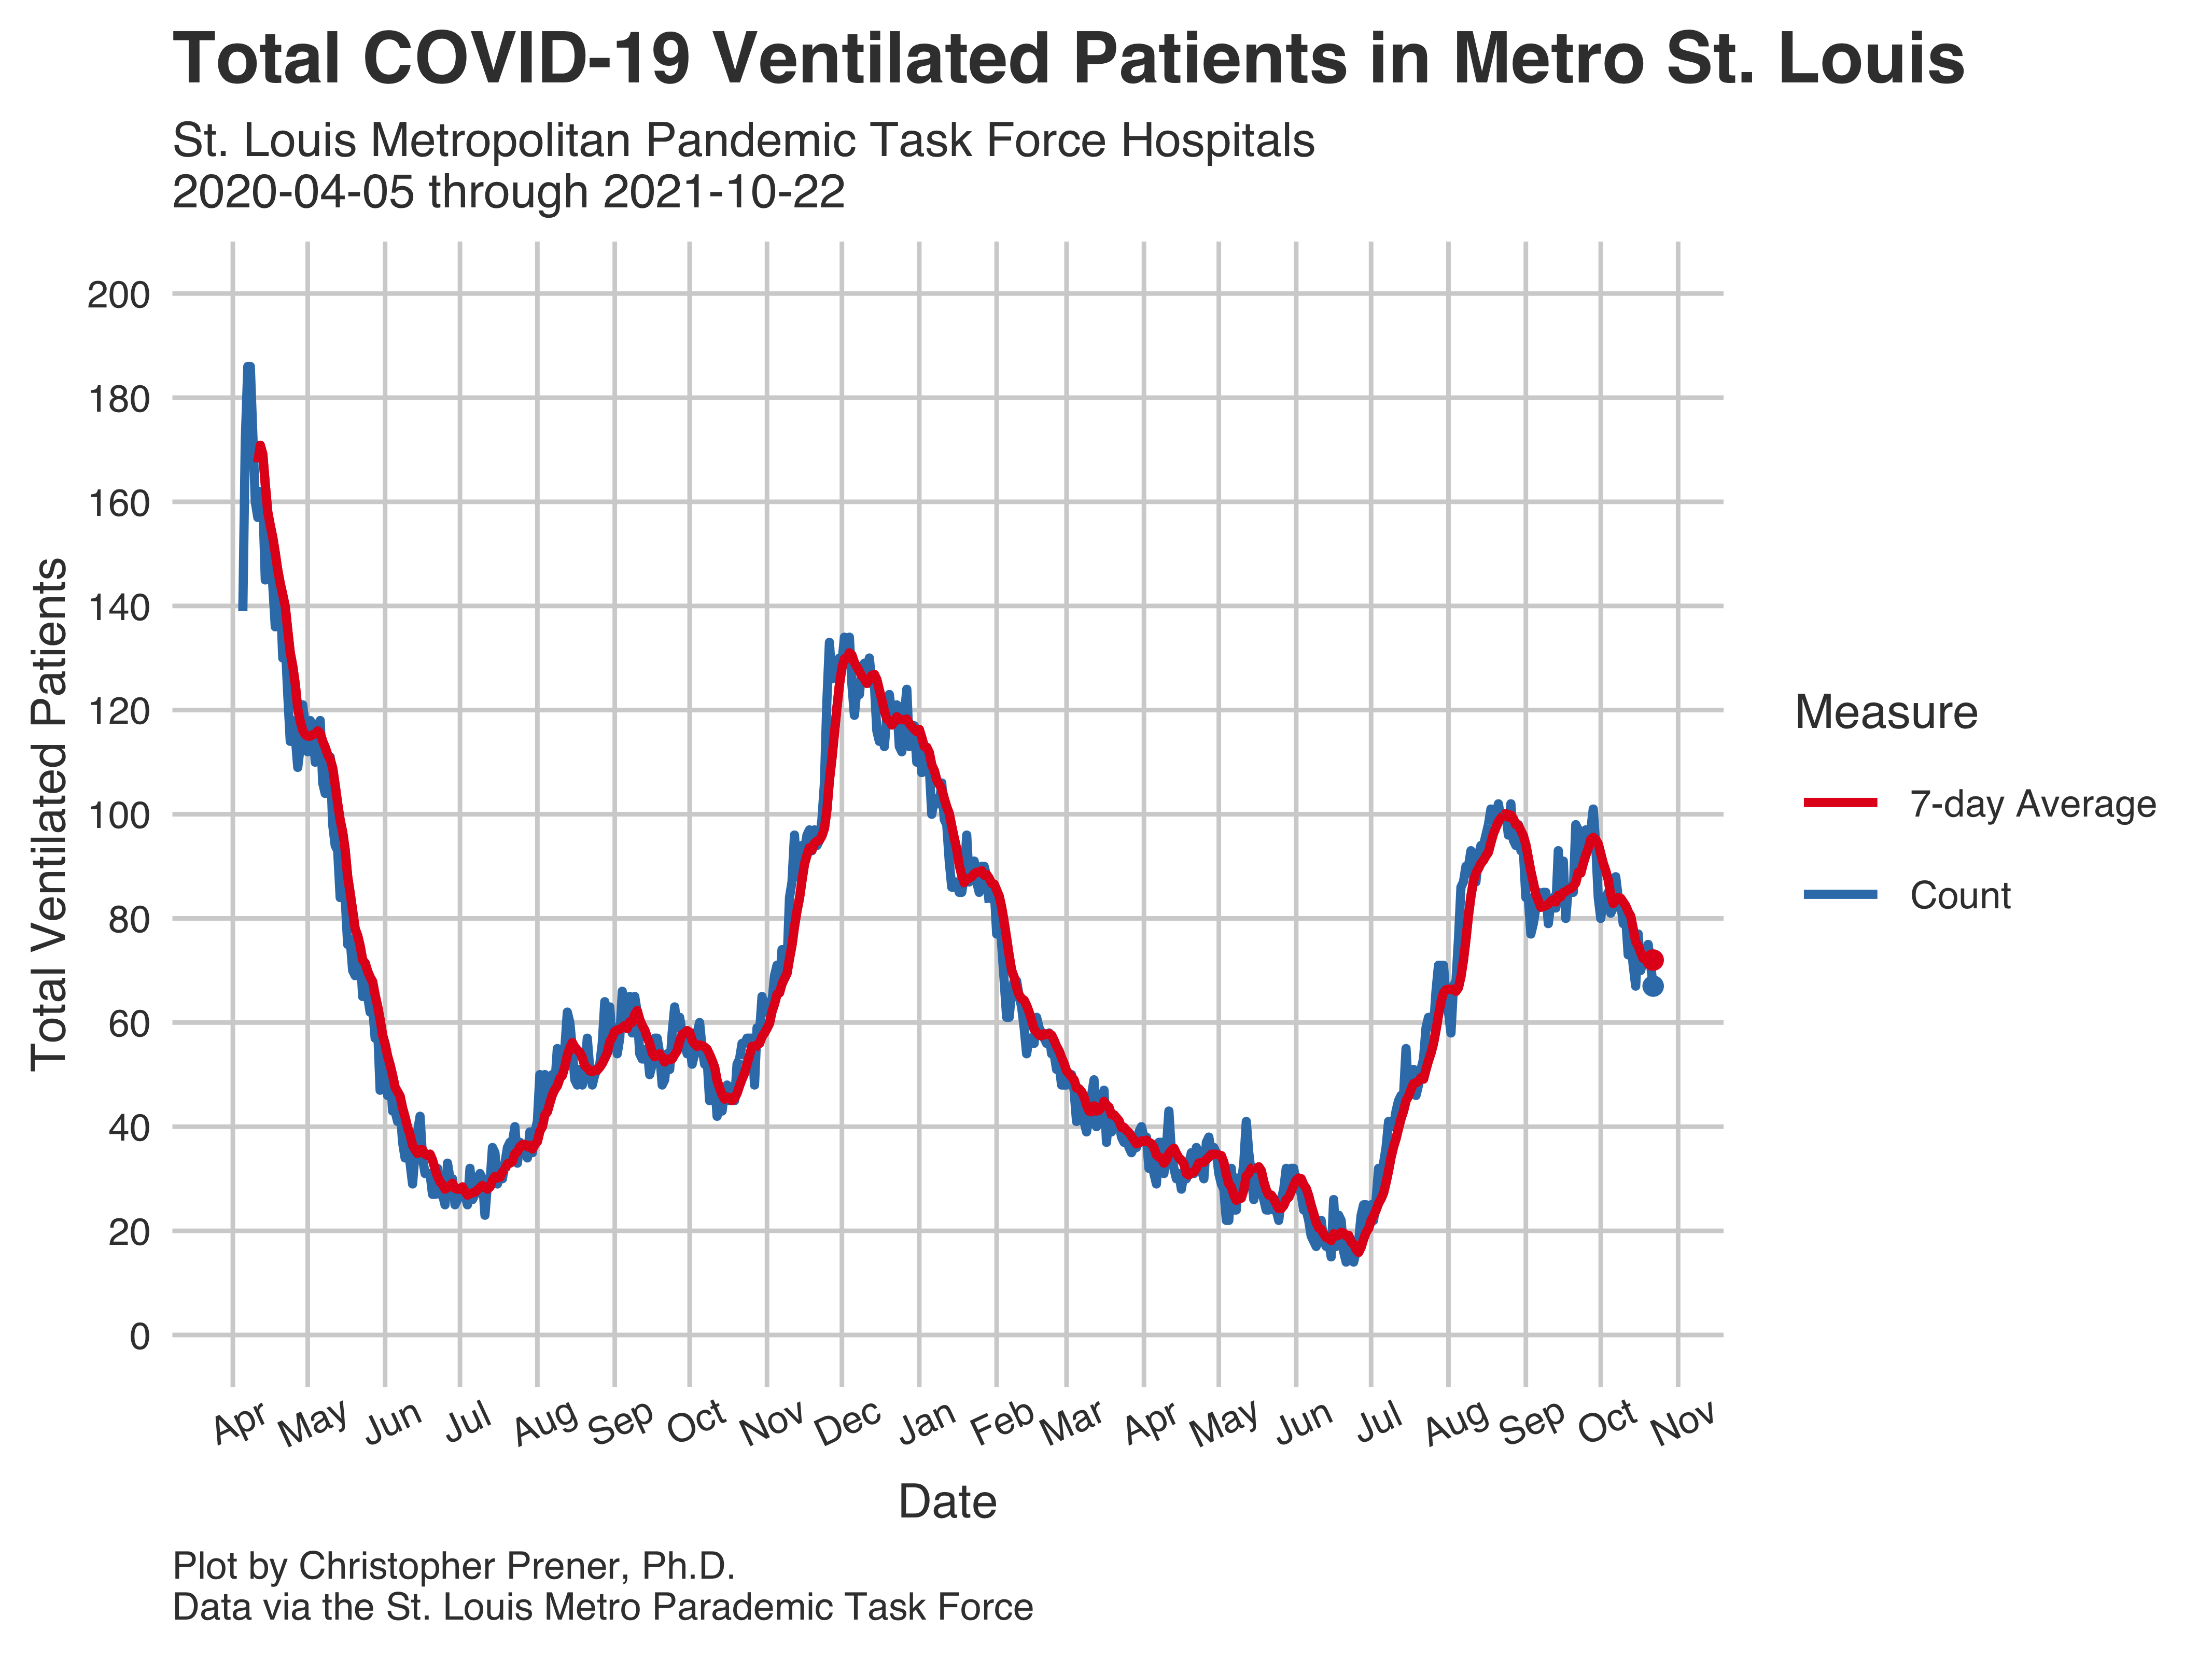 Total COVID-19 Ventilated Patients in Metro St. Louis
St. Louis Metropolitan Pandemic Task Force Hospitals
2020-04-05 through 2021-10-22
Total Ventilated Patients
200
180
160
140
120
100
80
60
40
20
0
Apr May Jun Jul Aug Sep Oct Nov Dec Jan Feb Mar Apr May Jun Jul Aug Sep Oct Nov
Date
Measure
7-day Average
Count
Plot by Christopher Prener, Ph.D.
Data via the St. Louis Metro Parademic Task Force